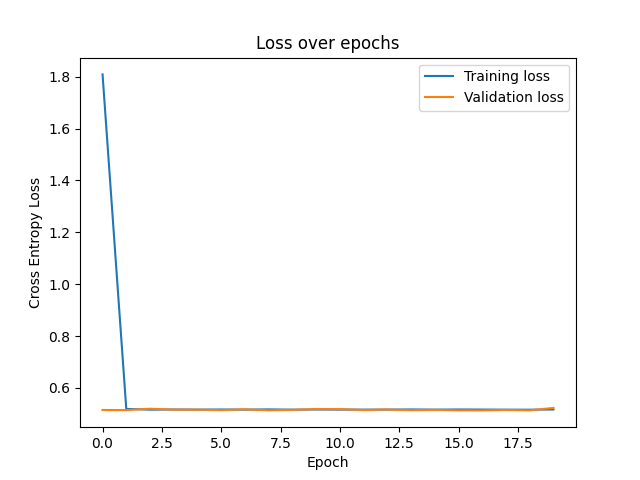 Loss over epochs
Training loss
Validation loss
Cross Entropy Loss
1.8
1.6
1.4
1.2
1.0
0.8
0.6
0.0 2.5 5.0 7.5 10.0 12.5 15.0 17.5
Epoch